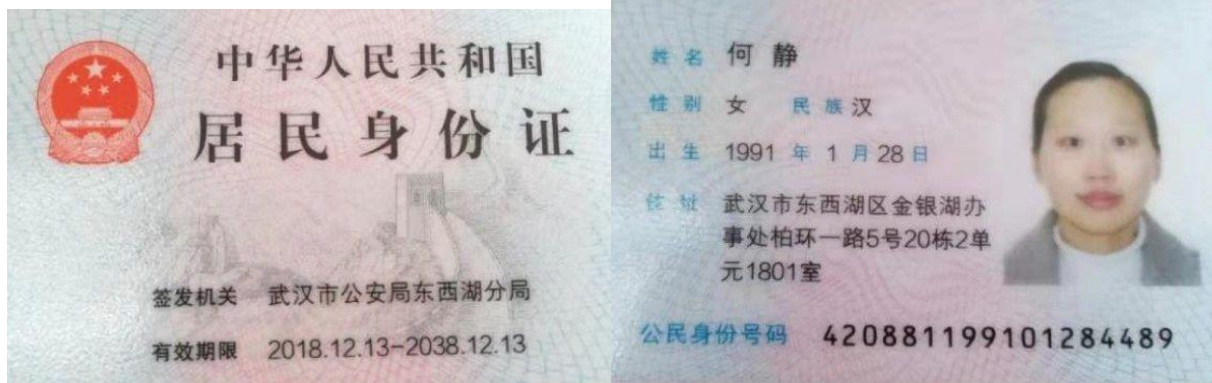 中华人民共和国
居民身份证
签发机关 武汉市公安局东西湖分局
有效期限 2018.12.13-2038.12.13
姓名 何静
性别 女 民族 汉
出生 1991 年 1 月 28 日
住址 武汉市东西湖区金银湖办
事处柏环一路5号20栋2单
元1801室
公民身份号码 420881199101284489